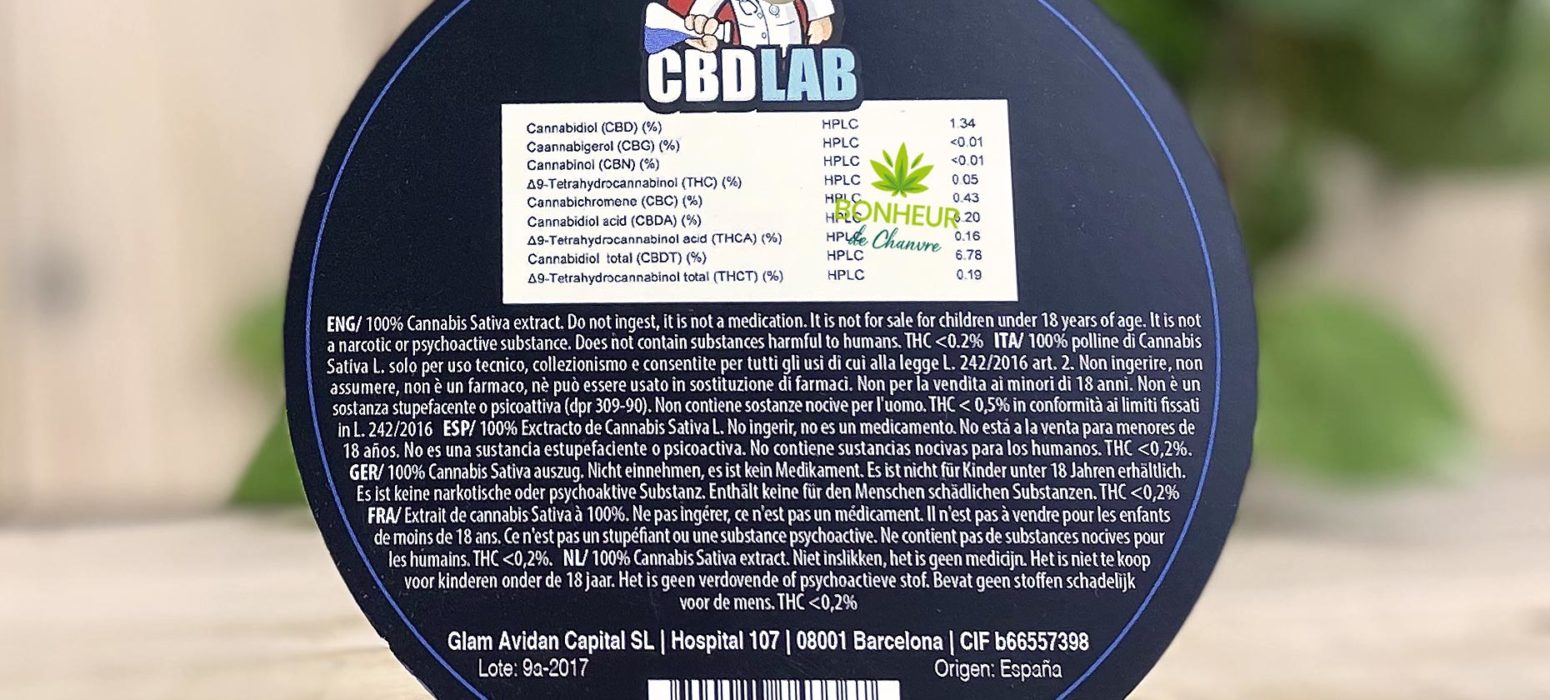 CBDLAB
Cannabidiol (CBD) (%) HPLC 1.34
Caannabigerol (CBG) (%) HPLC <0.01
Cannabinol (CBN) (%) HPLC <0.01
Δ9-Tetrahydrocannabinol (THC) (%) HPLC 0.05
Cannabichromene (CBC) (%) HPLC 0.43
Cannabidiol acid (CBDA) (%) HPLC 6.20
Δ9-Tetrahydrocannabinol acid (THCA) (%) HPLC 0.16
Cannabidiol total (CBDT) (%) HPLC 6.78
Δ9-Tetrahydrocannabinol total (THCT) (%) HPLC 0.19
BONHEUR
de Chanvre
ENG/ 100% Cannabis Sativa extract. Do not ingest, it is not a medication. It is not for sale for children under 18 years of age. It is not
a narcotic or psychoactive substance. Does not contain substances harmful to humans. THC <0.2% ITA/ 100% polline di Cannabis
Sativa L. solo per uso tecnico, collezionismo e consentite per tutti gli usi di cui alla legge L. 242/2016 art. 2. Non ingerire, non
assumere, non è un farmaco, nè può essere usato in sostituzione di farmaci. Non per la vendita ai minori di 18 anni. Non è un
sostanza stupefacente o psicoattiva (dpr 309-90). Non contiene sostanze nocive per l'uomo. THC < 0,5% in conformità ai limiti fissati
in L. 242/2016 ESP/ 100% Exctracto de Cannabis Sativa L. No ingerir, no es un medicamento. No está a la venta para menores de
18 años. No es una sustancia estupefaciente o psicoactiva. No contiene sustancias nocivas para los humanos. THC <0,2%.
GER/ 100% Cannabis Sativa auszug. Nicht einnehmen, es ist kein Medikament. Es ist nicht für Kinder unter 18 Jahren erhältlich.
Es ist keine narkotische oder psychoaktive Substanz. Enthält keine für den Menschen schädlichen Substanzen. THC <0,2%
FRA/ Extrait de cannabis Sativa à 100%. Ne pas ingérer, ce n'est pas un médicament. Il n'est pas à vendre pour les enfants
de moins de 18 ans. Ce n'est pas un stupéfiant ou une substance psychoactive. Ne contient pas de substances nocives pour
les humains. THC <0,2%. NL/ 100% Cannabis Sativa extract. Niet inslikken, het is geen medicijn. Het is niet te koop
voor kinderen onder de 18 jaar. Het is geen verdovende of psychoactieve stof. Bevat geen stoffen schadelijk
voor de mens. THC <0,2%
Glam Avidan Capital SL | Hospital 107 | 08001 Barcelona | CIF b66557398
Lote: 9a-2017 Origen: España